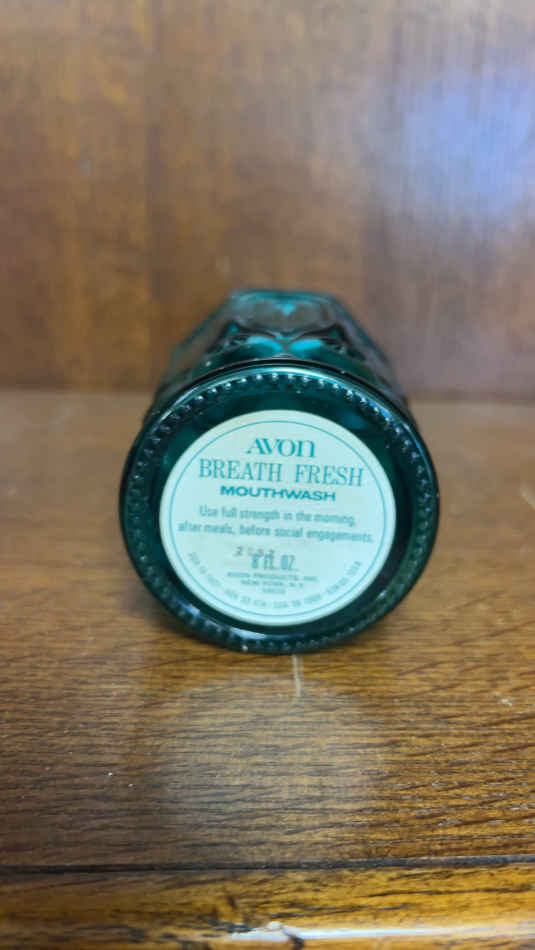 AVON
BREATH FRESH
MOUTHWASH
Use full strength in the morning,
after meals, before social engagements.
8 FL. OZ.
AVON PRODUCTS, INC.
NEW YORK, N.Y.